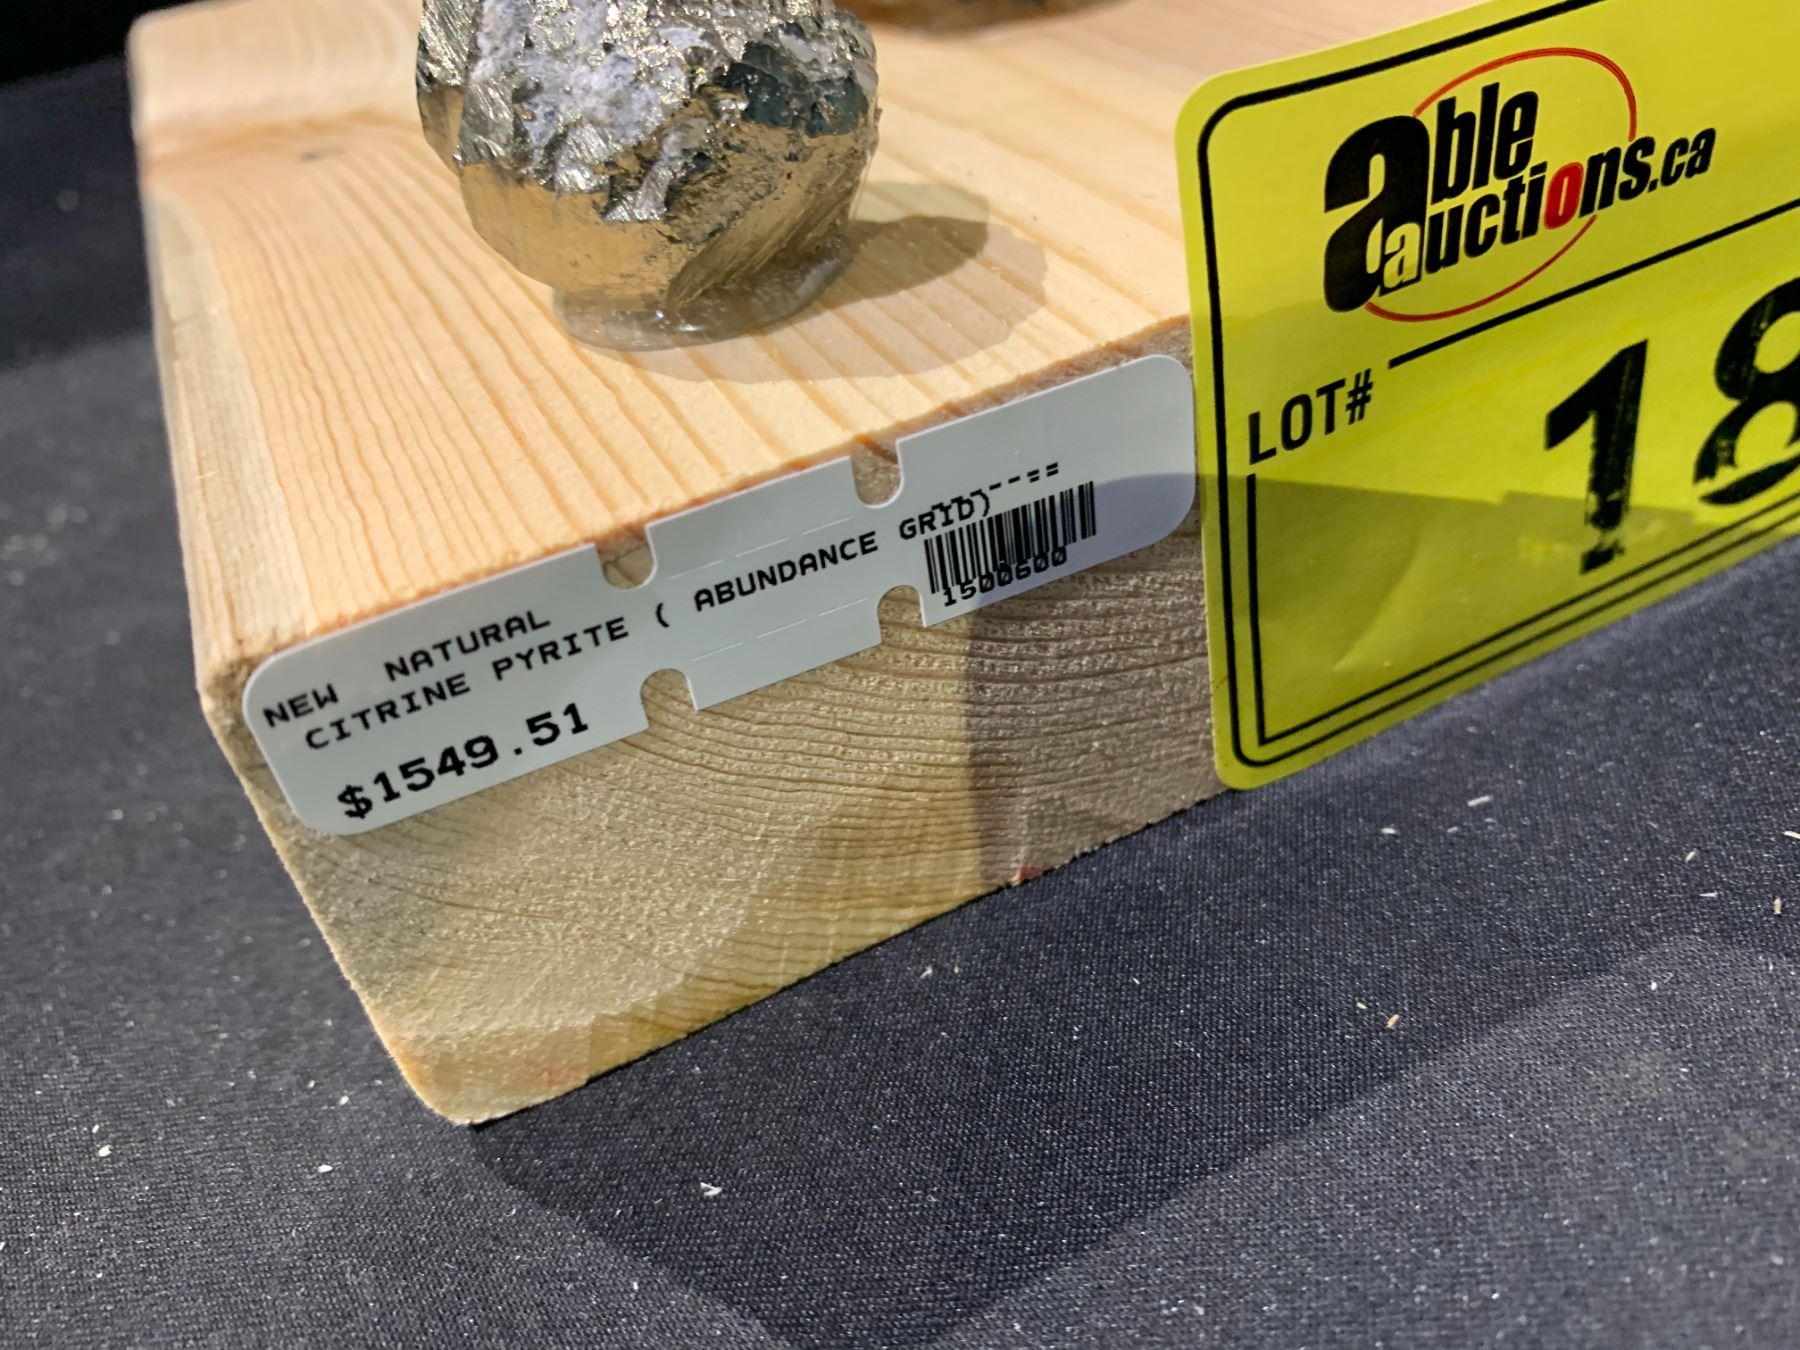 able
auctions.ca
LOT# 18
NEW NATURAL
CITRINE PYRITE ( ABUNDANCE GRID)
$1549.51
1500600